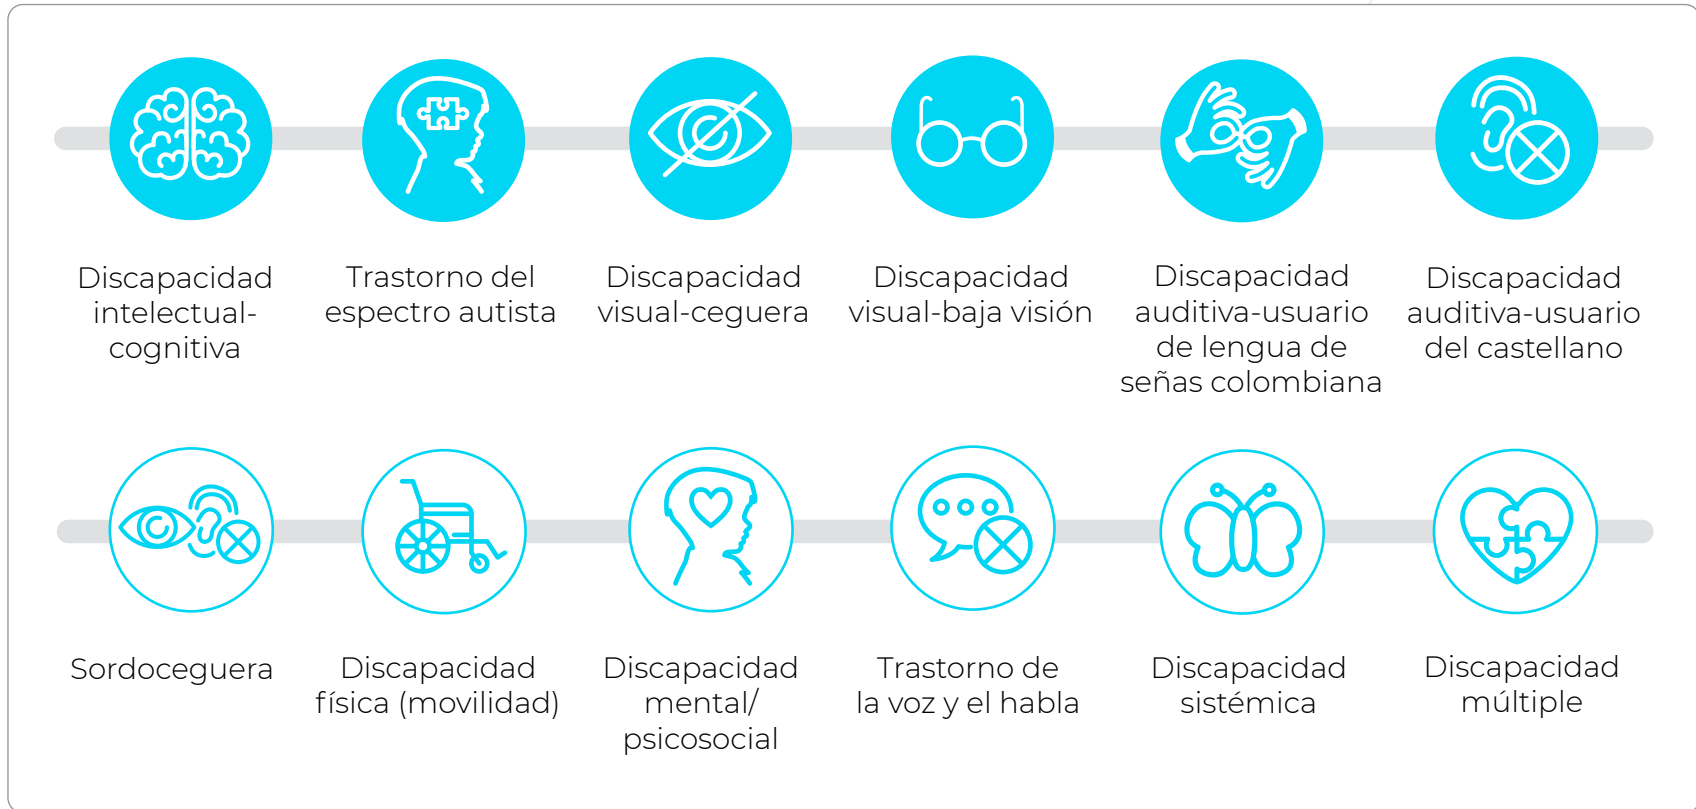 Discapacidad
intelectual-
cognitiva
Trastorno del
espectro autista
Discapacidad
visual-ceguera
Discapacidad
visual-baja visión
Discapacidad
auditiva-usuario
de lengua de
señas colombiana
Discapacidad
auditiva-usuario
del castellano
Sordoceguera
Discapacidad
física (movilidad)
Discapacidad
mental/
psicosocial
Trastorno de
la voz y el habla
Discapacidad
sistémica
Discapacidad
múltiple